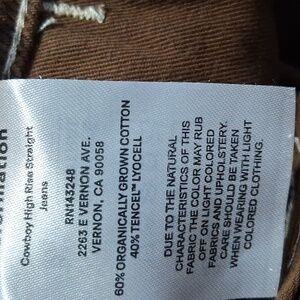 Cowboy High Rise Straight
Jeans
RN143248
2263 E VERNON AVE.
VERNON, CA 90058
60% ORGANICALLY GROWN COTTON
40% TENCEL™ LYOCELL
DUE TO THE NATURAL
CHARACTERISTICS OF THIS
FABRIC THE COLOR MAY RUB
OFF ON LIGHT COLORED
FABRICS AND UPHOLSTERY.
CARE SHOULD BE TAKEN
WHEN WEARING WITH LIGHT
COLORED CLOTHING.